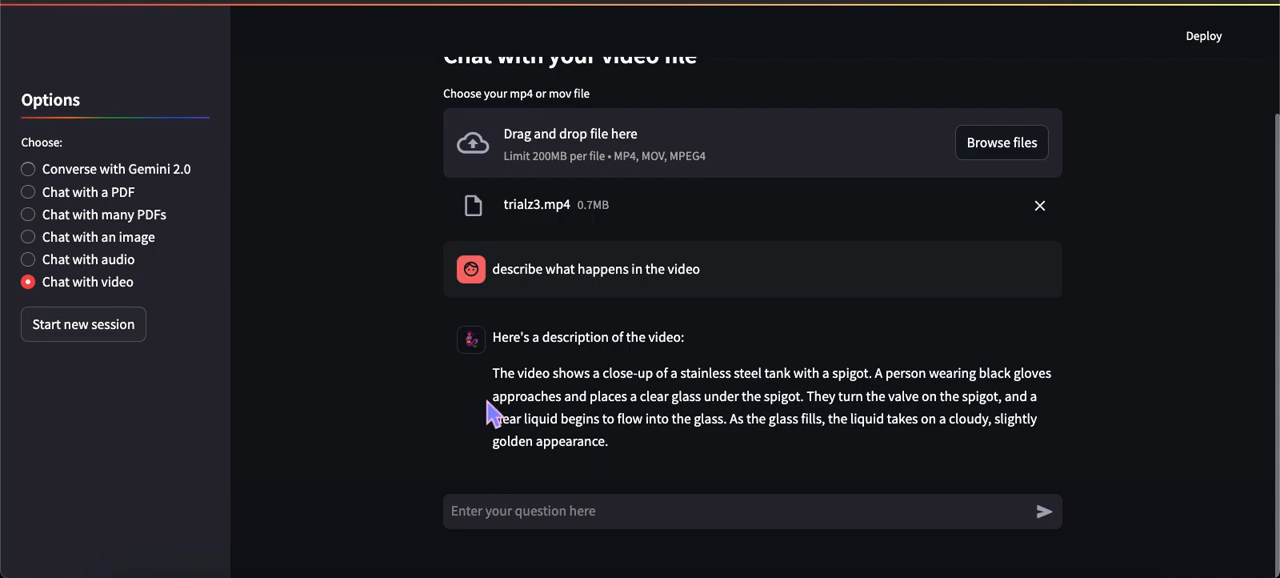 Deploy
Options
Choose:
Converse with Gemini 2.0
Chat with a PDF
Chat with many PDFs
Chat with an image
Chat with audio
Chat with video
Start new session
Chat with your video file
Choose your mp4 or mov file
Drag and drop file here
Limit 200MB per file • MP4, MOV, MPEG4
Browse files
trialz3.mp4 0.7MB
describe what happens in the video
Here's a description of the video:
The video shows a close-up of a stainless steel tank with a spigot. A person wearing black gloves
approaches and places a clear glass under the spigot. They turn the valve on the spigot, and a
clear liquid begins to flow into the glass. As the glass fills, the liquid takes on a cloudy, slightly
golden appearance.
Enter your question here